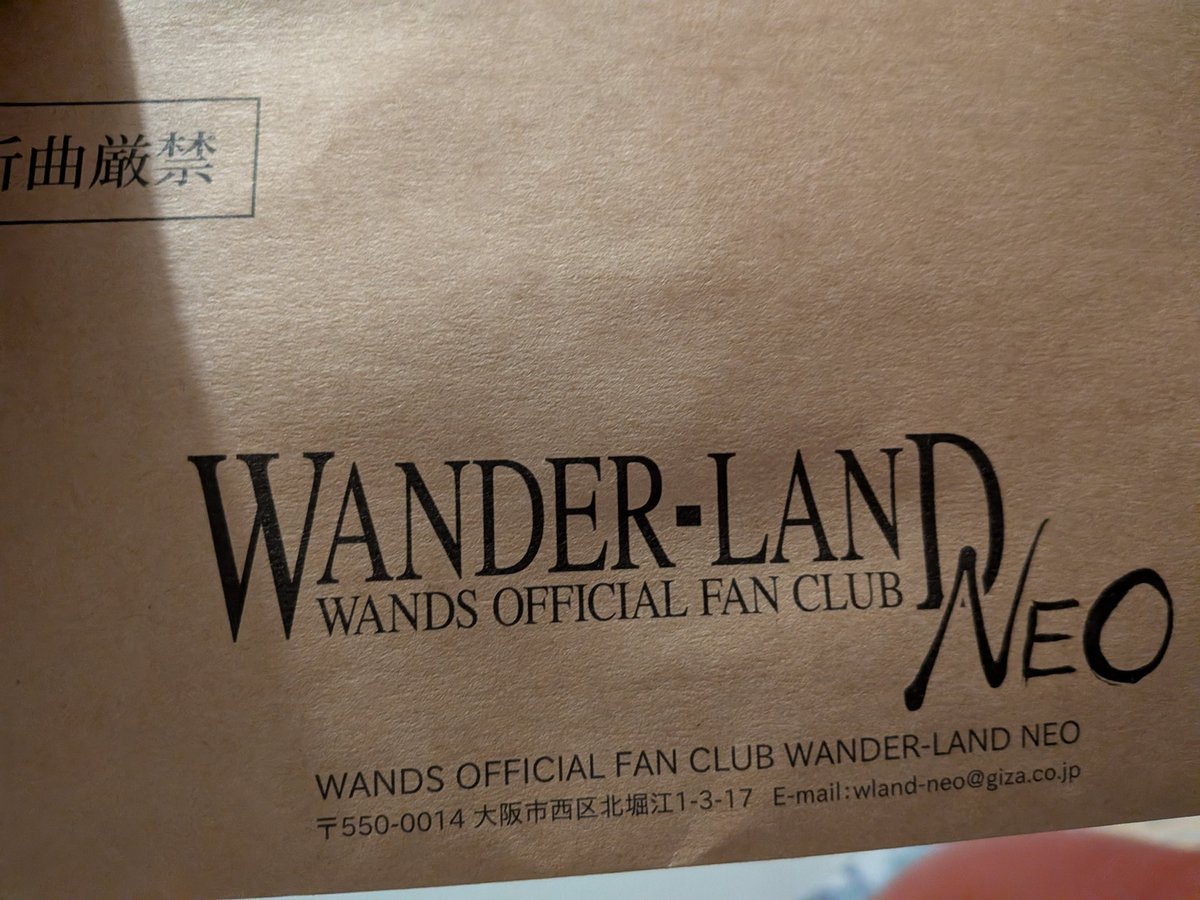 折曲厳禁
WANDER-LAND
WANDS OFFICIAL FAN CLUB
NEO
WANDS OFFICIAL FAN CLUB WANDER-LAND NEO
〒550-0014 大阪市西区北堀江1-3-17 E-mail:wland-neo@giza.co.jp